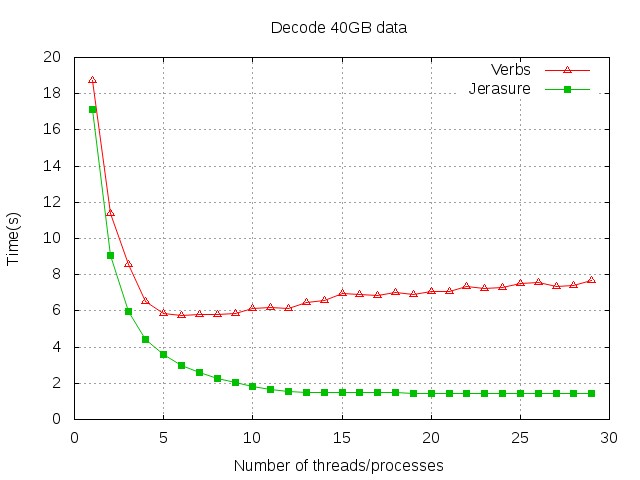 Decode 40GB data
Verbs
Jerasure
20
18
16
14
12
10
8
6
4
2
0
Time(s)
0 5 10 15 20 25 30
Number of threads/processes